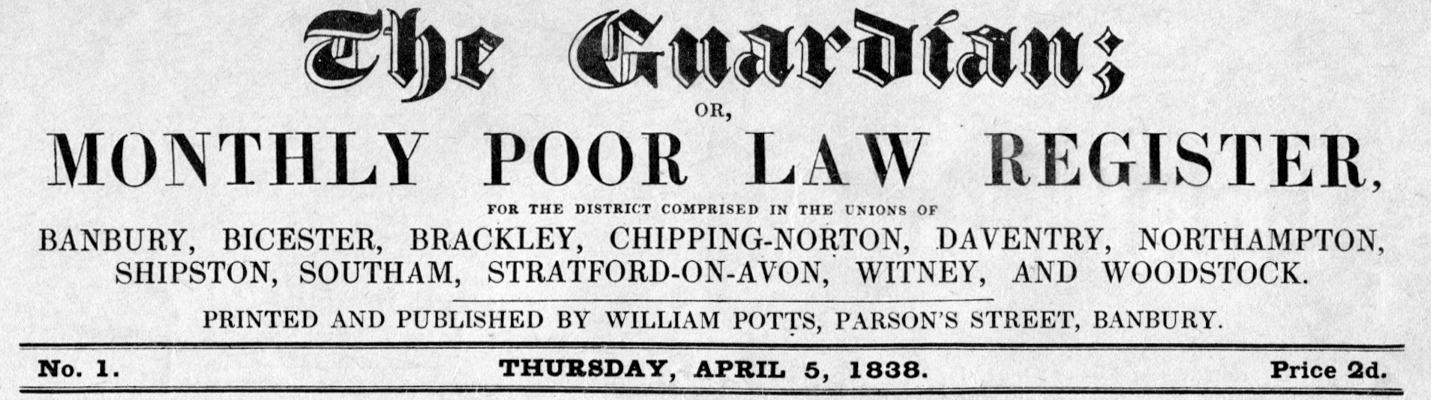 The Guardian;
OR,
MONTHLY POOR LAW REGISTER,
FOR THE DISTRICT COMPRISED IN THE UNIONS OF
BANBURY, BICESTER, BRACKLEY, CHIPPING-NORTON, DAVENTRY, NORTHAMPTON,
SHIPSTON, SOUTHAM, STRATFORD-ON-AVON, WITNEY, AND WOODSTOCK.
PRINTED AND PUBLISHED BY WILLIAM POTTS, PARSON'S STREET, BANBURY.
No. 1. THURSDAY, APRIL 5, 1838. Price 2d.